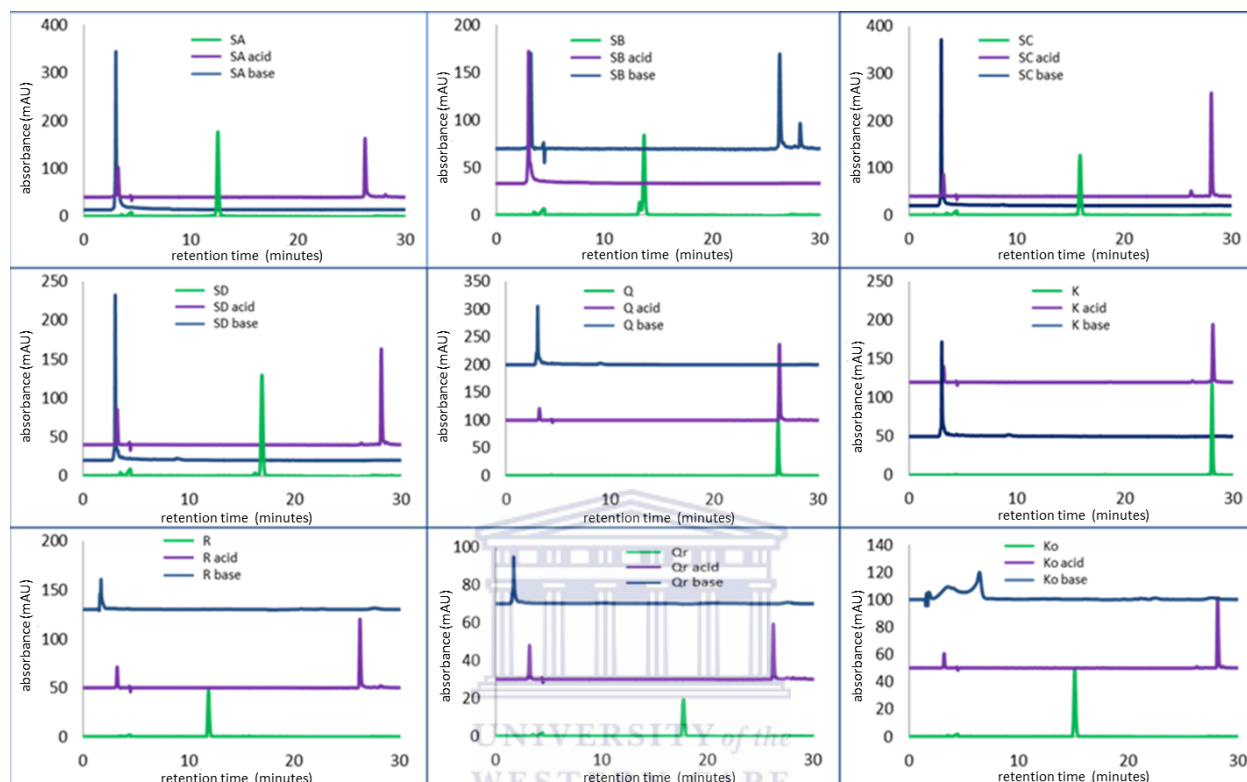 400
300
200
100
0
absorbance (mAU)
SA
SA acid
SA base
0 10 20 30
retention time (minutes)
200
150
100
50
0
absorbance (mAU)
SB
SB acid
SB base
0 10 20 30
retention time (minutes)
400
300
200
100
0
absorbance (mAU)
SC
SC acid
SC base
0 10 20 30
retention time (minutes)
250
200
150
100
50
0
absorbance (mAU)
SD
SD acid
SD base
0 10 20 30
retention time (minutes)
350
300
250
200
150
100
50
0
absorbance (mAU)
Q
Q acid
Q base
0 10 20 30
retention time (minutes)
250
200
150
100
50
0
absorbance (mAU)
K
K acid
K base
0 10 20 30
retention time (minutes)
200
150
100
50
0
absorbance (mAU)
R
R acid
R base
0 10 20 30
retention time (minutes)
100
80
60
40
20
0
absorbance (mAU)
Qr
Qr acid
Qr base
0 10 20 30
retention time (minutes)
140
120
100
80
60
40
20
0
absorbance (mAU)
Ko
Ko acid
Ko base
0 10 20 30
retention time (minutes)
UNIVERSITY of the